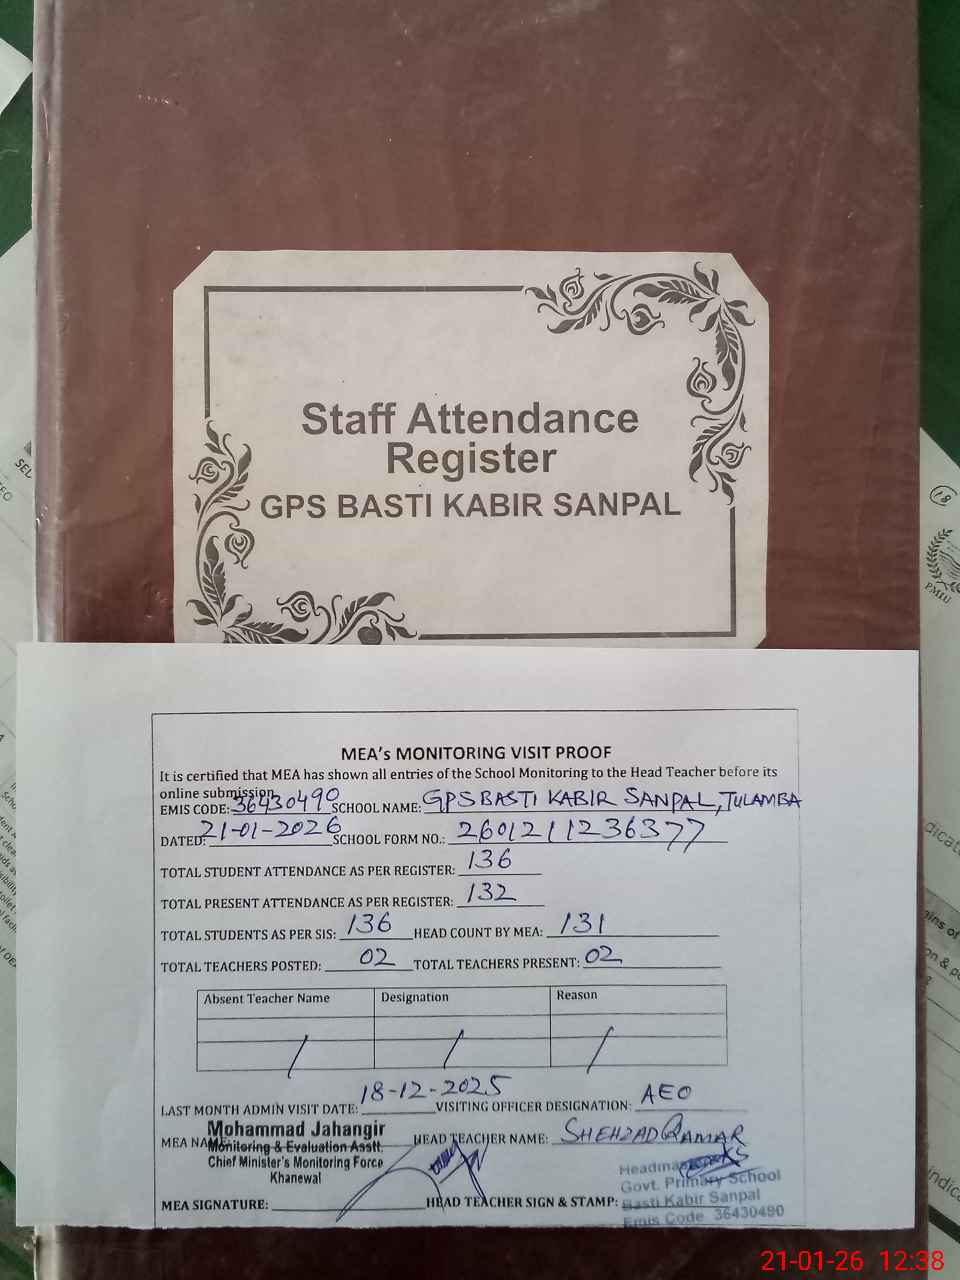 Staff Attendance
Register
GPS BASTI KABIR SANPAL
18
PMIU
MEA's MONITORING VISIT PROOF
It is certified that MEA has shown all entries of the School Monitoring to the Head Teacher before its
online submission.
EMIS CODE: 36430490 SCHOOL NAME: GPS BASTI KABIR SANPAL, TULAMBA
DATED: 21-01-2026 SCHOOL FORM NO.: 2601211236377
TOTAL STUDENT ATTENDANCE AS PER REGISTER: 136
TOTAL PRESENT ATTENDANCE AS PER REGISTER: 132
TOTAL STUDENTS AS PER SIS: 136 HEAD COUNT BY MEA: 131
TOTAL TEACHERS POSTED: 02 TOTAL TEACHERS PRESENT: 02
Absent Teacher Name Designation Reason
/ / /
LAST MONTH ADMIN VISIT DATE: 18-12-2025 VISITING OFFICER DESIGNATION: AEO
MEA NAME: Mohammad Jahangir HEAD TEACHER NAME: SHEHZAD QAMAR
Monitoring & Evaluation Asstt.
Chief Minister's Monitoring Force
Khanewal
MEA SIGNATURE: HEAD TEACHER SIGN & STAMP:
Govt. Primary School
Basti Kabir Sanpal
Emis Code 36430490
21-01-26 12:38